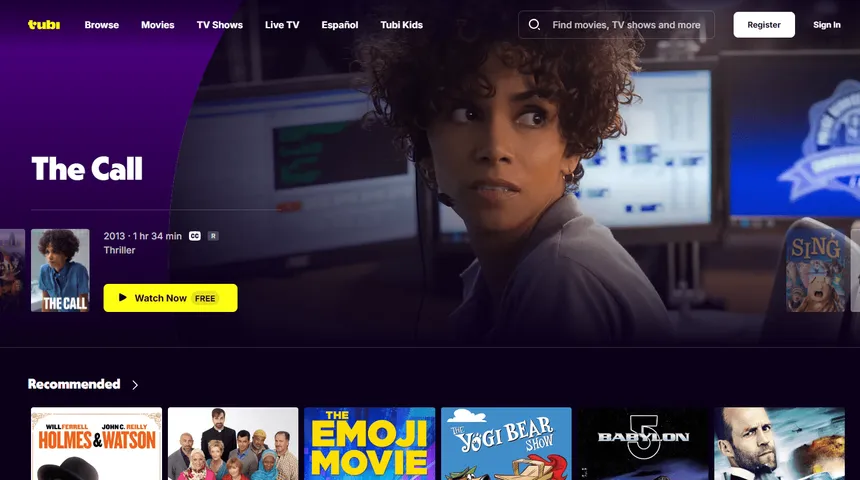 tubi Browse Movies TV Shows Live TV Español Tubi Kids Find movies, TV shows and more Register Sign In
The Call
2013 · 1 hr 34 min CC R
Thriller
THE CALL
Watch Now FREE
SING
Recommended
WILL FERRELL JOHN C. REILLY
HOLMES & WATSON
THE
EMOJI
MOVIE
THE
YOGI BEAR
SHOW
BABYLON 5